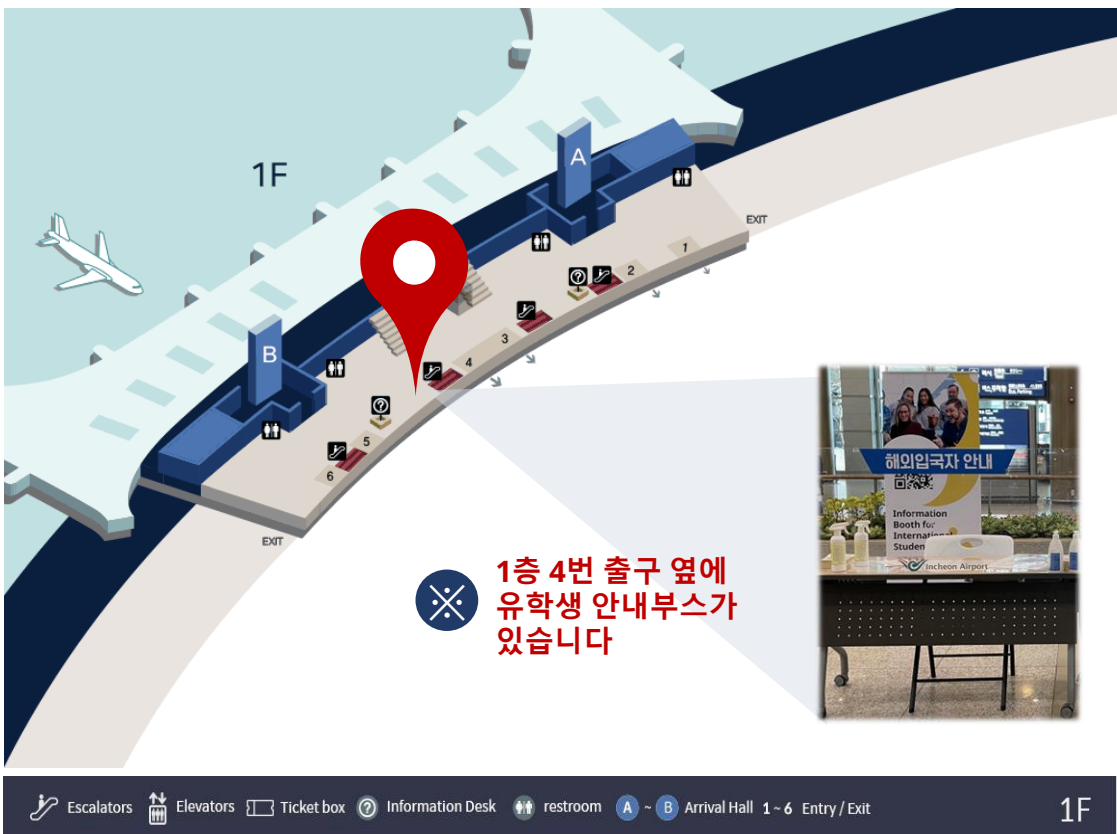 1F
A
EXIT
1
2
3
4
B
5
6
EXIT
해외입국자 안내
Information
Booth for
International
Studen
Incheon Airport
※
1층 4번 출구 옆에
유학생 안내부스가
있습니다
Escalators Elevators Ticket box Information Desk restroom A ~ B Arrival Hall 1 ~ 6 Entry / Exit 1F